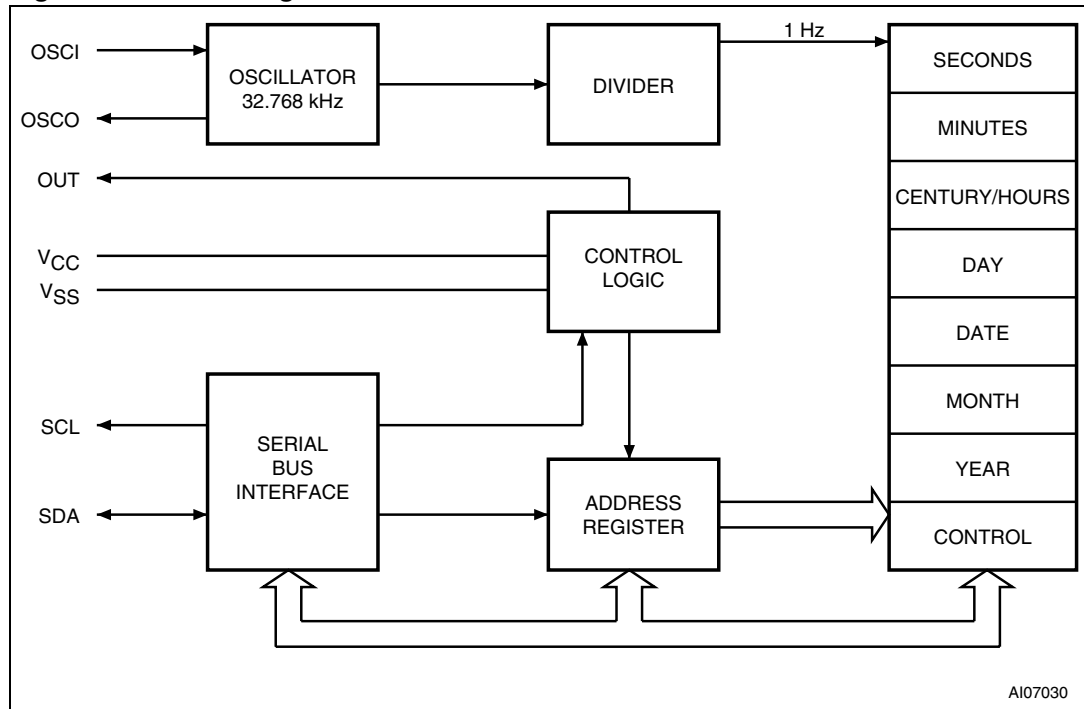 OSCI
OSCO
OUT
VCC
VSS
SCL
SDA
OSCILLATOR
32.768 kHz
DIVIDER
1 Hz
CONTROL
LOGIC
SERIAL
BUS
INTERFACE
ADDRESS
REGISTER
SECONDS
MINUTES
CENTURY/HOURS
DAY
DATE
MONTH
YEAR
CONTROL
AI07030